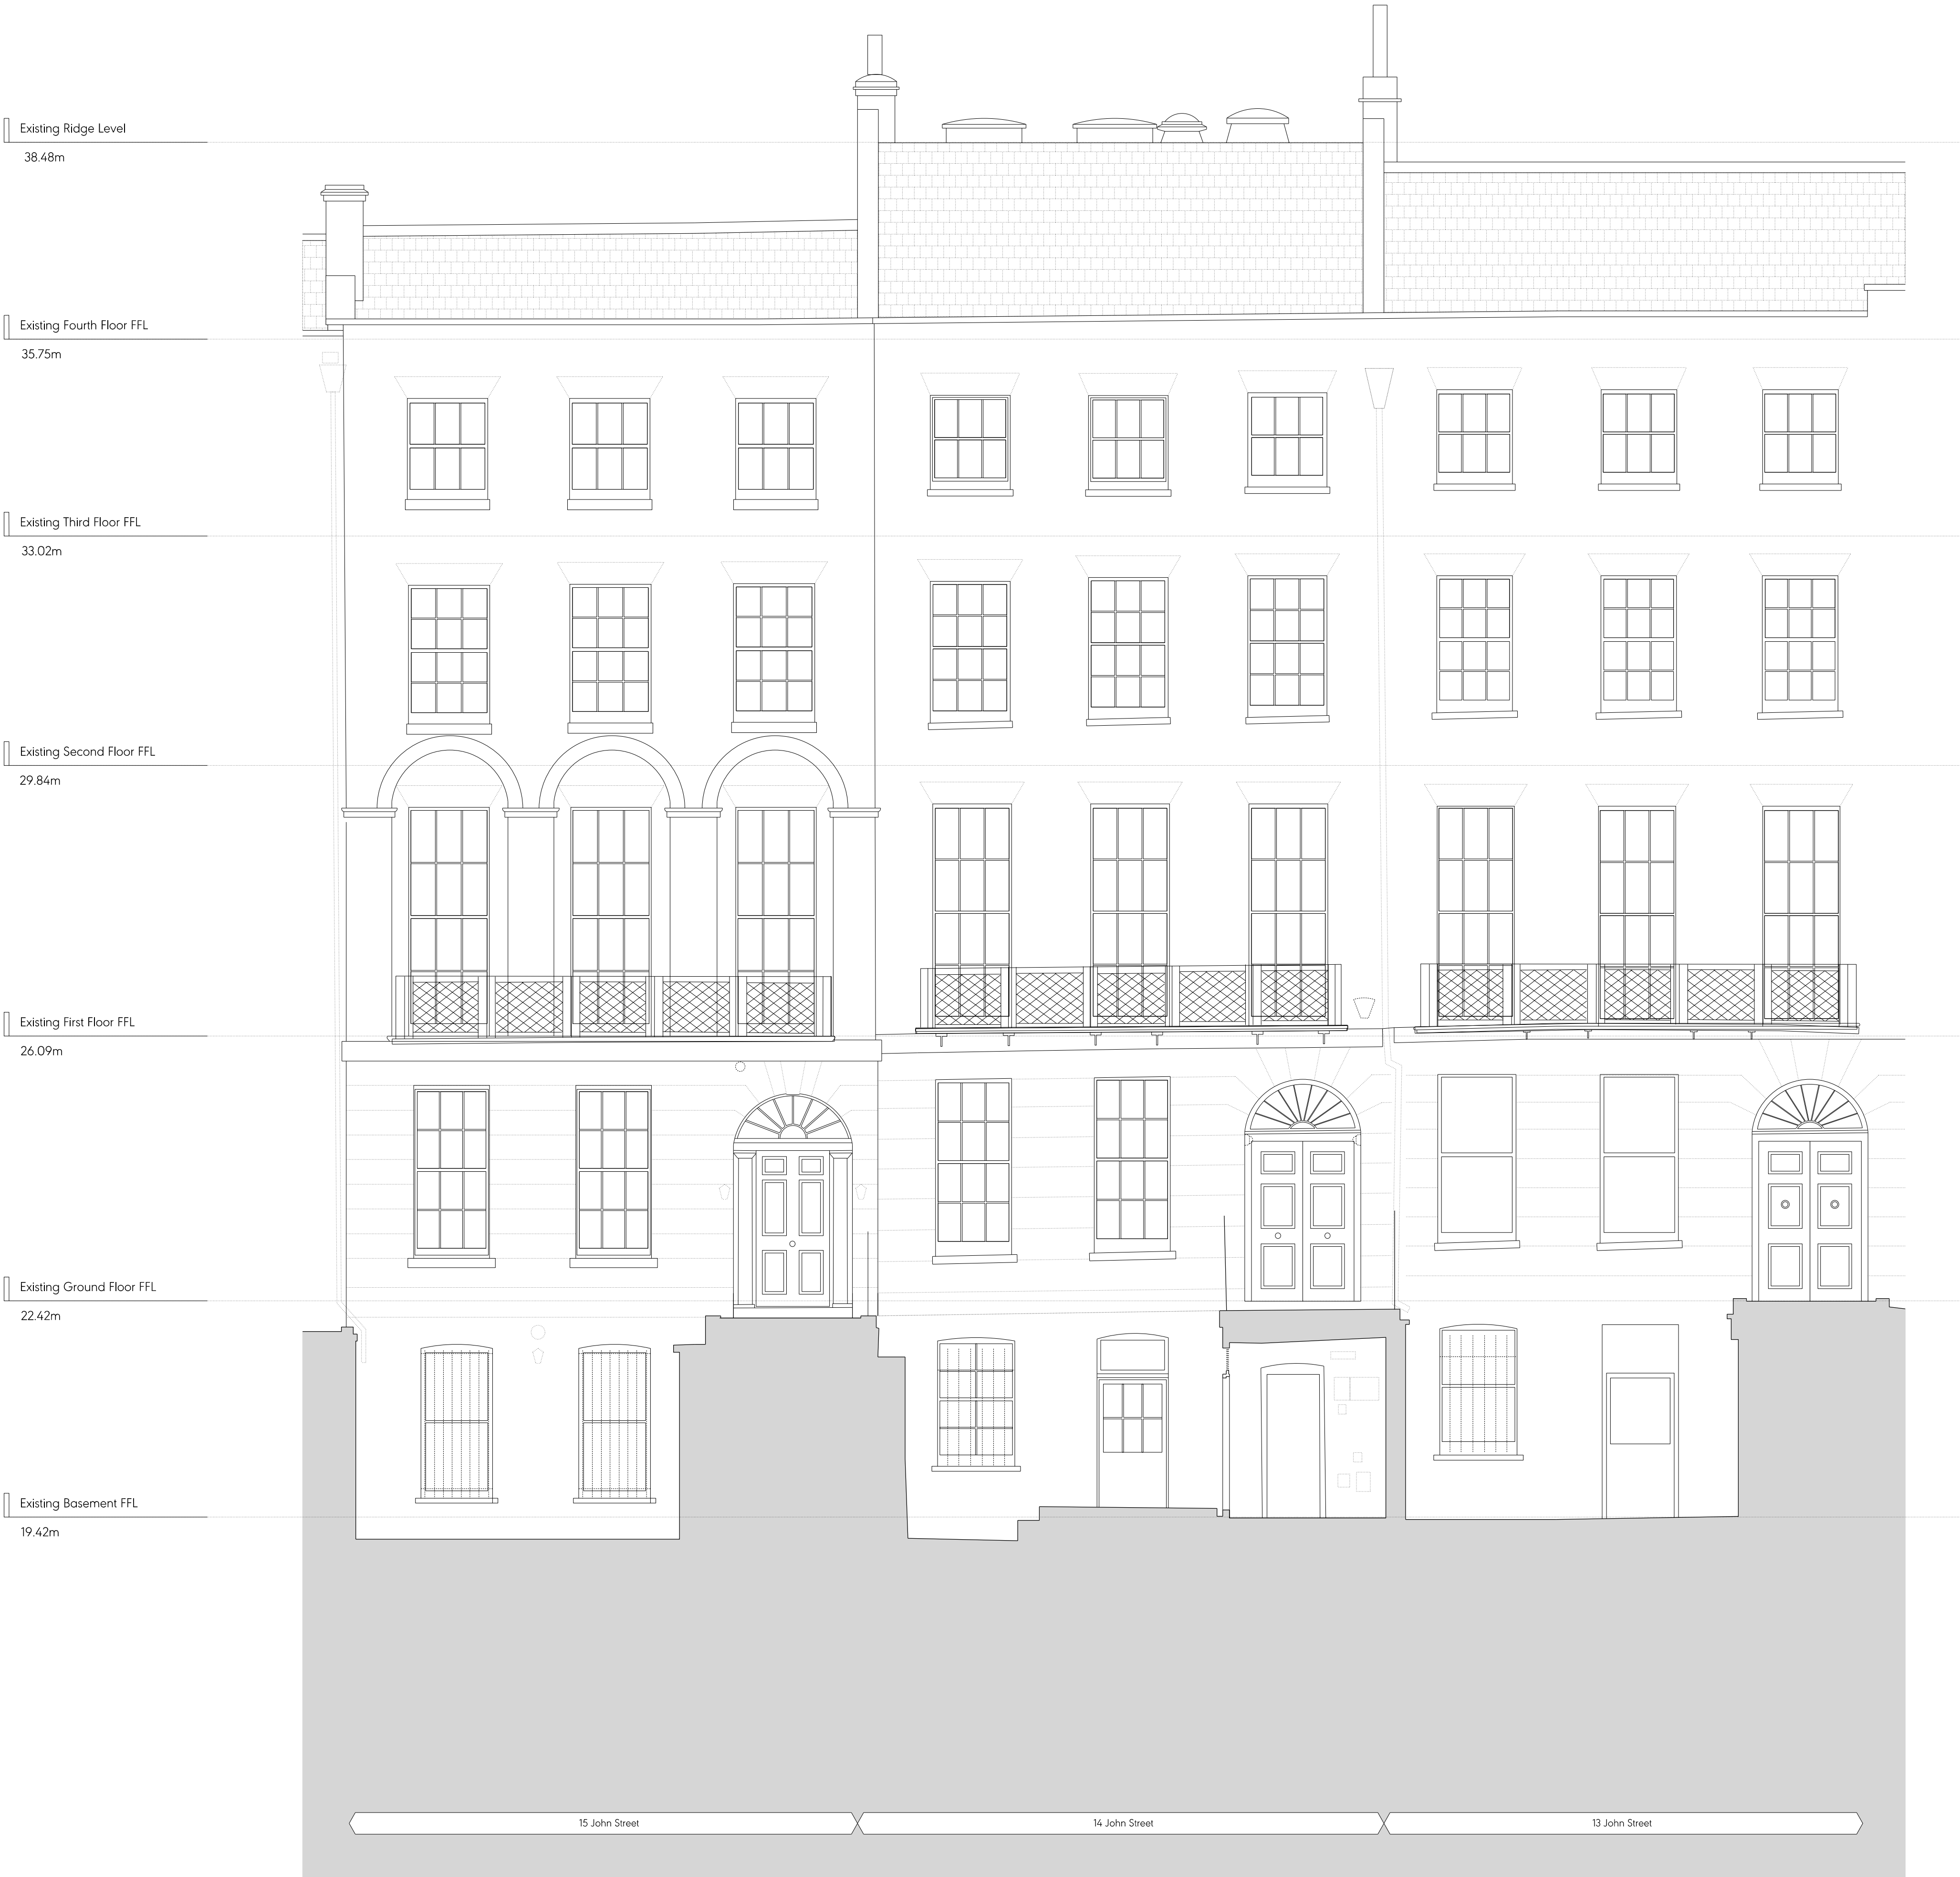 Existing Ridge Level
38.48m
Existing Fourth Floor FFL
35.75m
Existing Third Floor FFL
33.02m
Existing Second Floor FFL
29.84m
Existing First Floor FFL
26.09m
Existing Ground Floor FFL
22.42m
Existing Basement FFL
19.42m
15 John Street
14 John Street
13 John Street